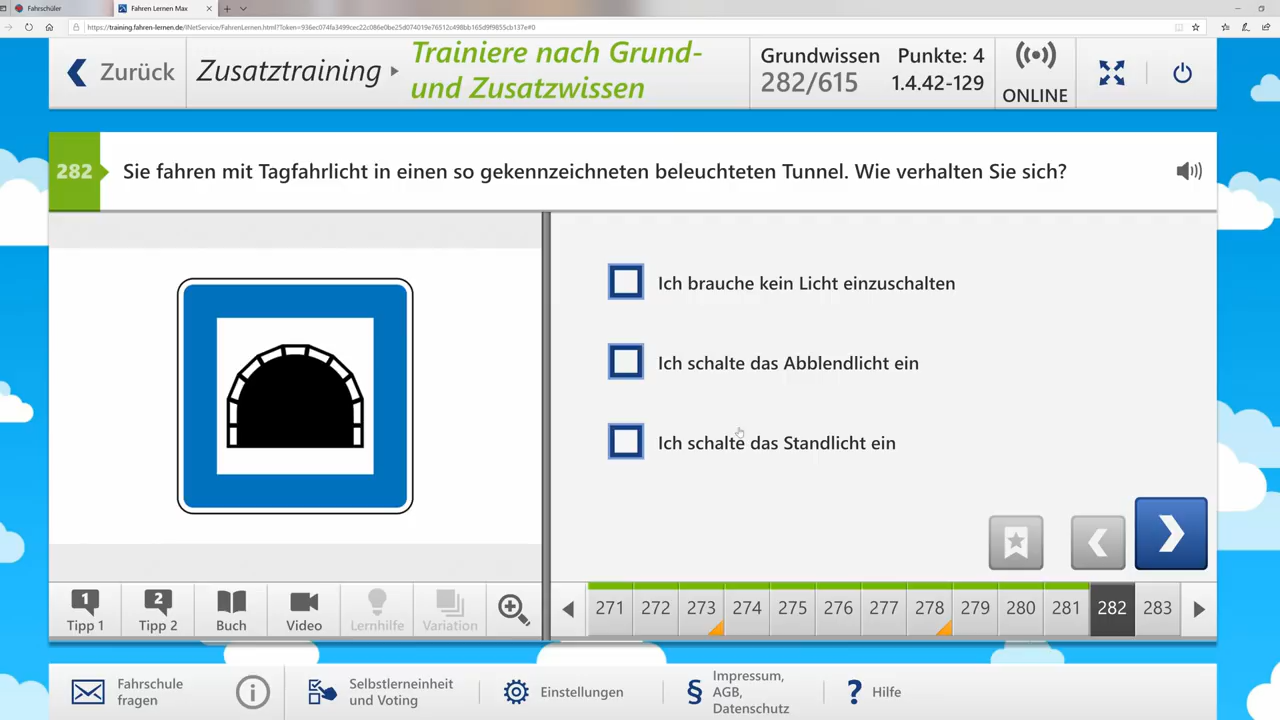 Fahrschüler
Fahren Lernen Max
https://training.fahren-lernen.de/INetService/FahrenLernen.html?Token=936ec074fa3499cec22c086e0be25d074019e76512c498bb165d9f9855cb137e#0
Zurück
Zusatztraining
Trainiere nach Grund-
und Zusatzwissen
Grundwissen
282/615
Punkte: 4
1.4.42-129
ONLINE
282
Sie fahren mit Tagfahrlicht in einen so gekennzeichneten beleuchteten Tunnel. Wie verhalten Sie sich?
Ich brauche kein Licht einzuschalten
Ich schalte das Abblendlicht ein
Ich schalte das Standlicht ein
1
Tipp 1
2
Tipp 2
Buch
Video
Lernhilfe
Variation
271 272 273 274 275 276 277 278 279 280 281 282 283
Fahrschule
fragen
Selbstlerneinheit
und Voting
Einstellungen
§
Impressum,
AGB,
Datenschutz
?
Hilfe